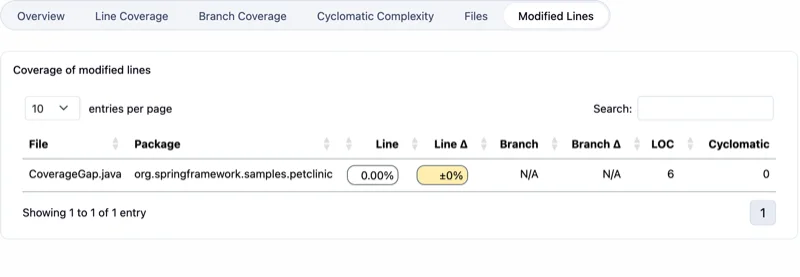 Overview Line Coverage Branch Coverage Cyclomatic Complexity Files Modified Lines
Coverage of modified lines
10 entries per page Search:
File Package Line Line Δ Branch Branch Δ LOC Cyclomatic
CoverageGap.java org.springframework.samples.petclinic 0.00% ±0% N/A N/A 6 0
Showing 1 to 1 of 1 entry 1